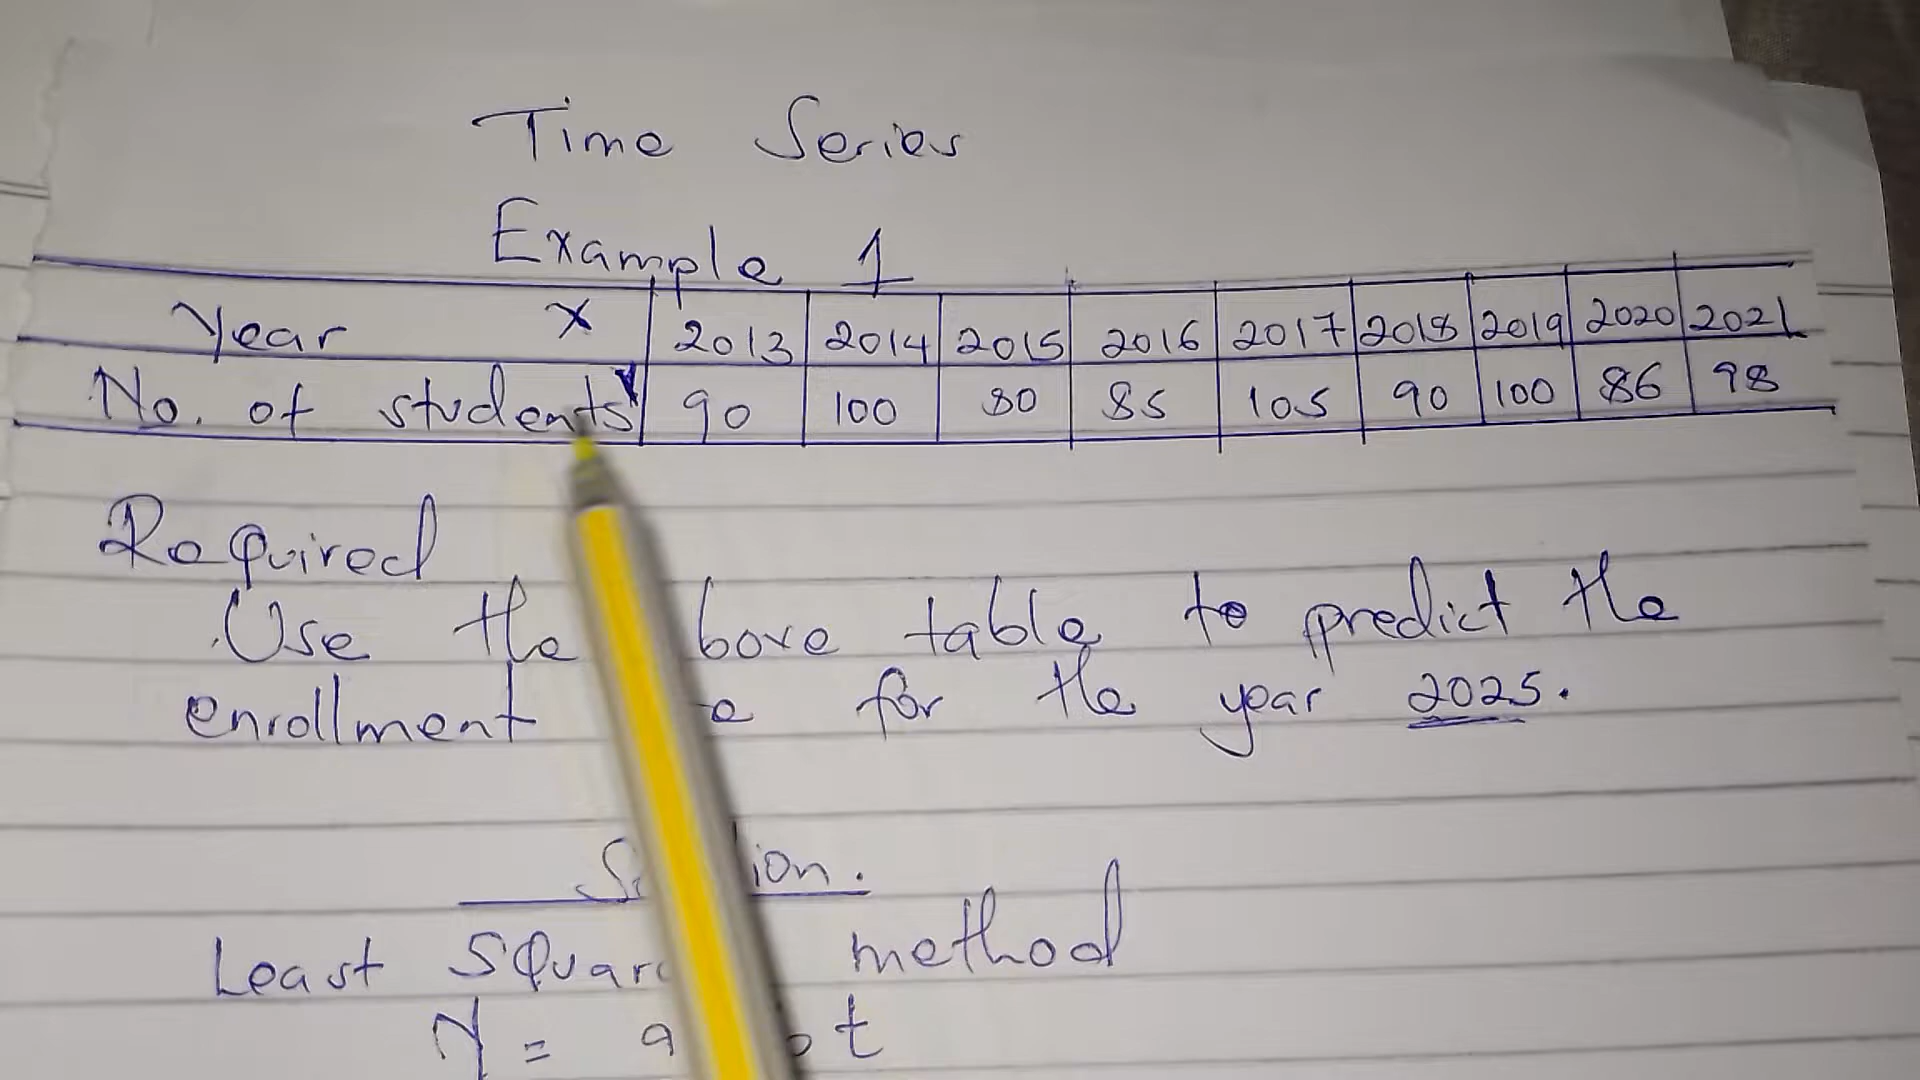 Time Series
Example 1
Year X 2013 2014 2015 2016 2017 2018 2019 2020 2021
No. of students Y 90 100 80 85 105 90 100 86 98
Required
Use the bove table to predict the
enrollment for the year 2025.
Least method
Y = a t